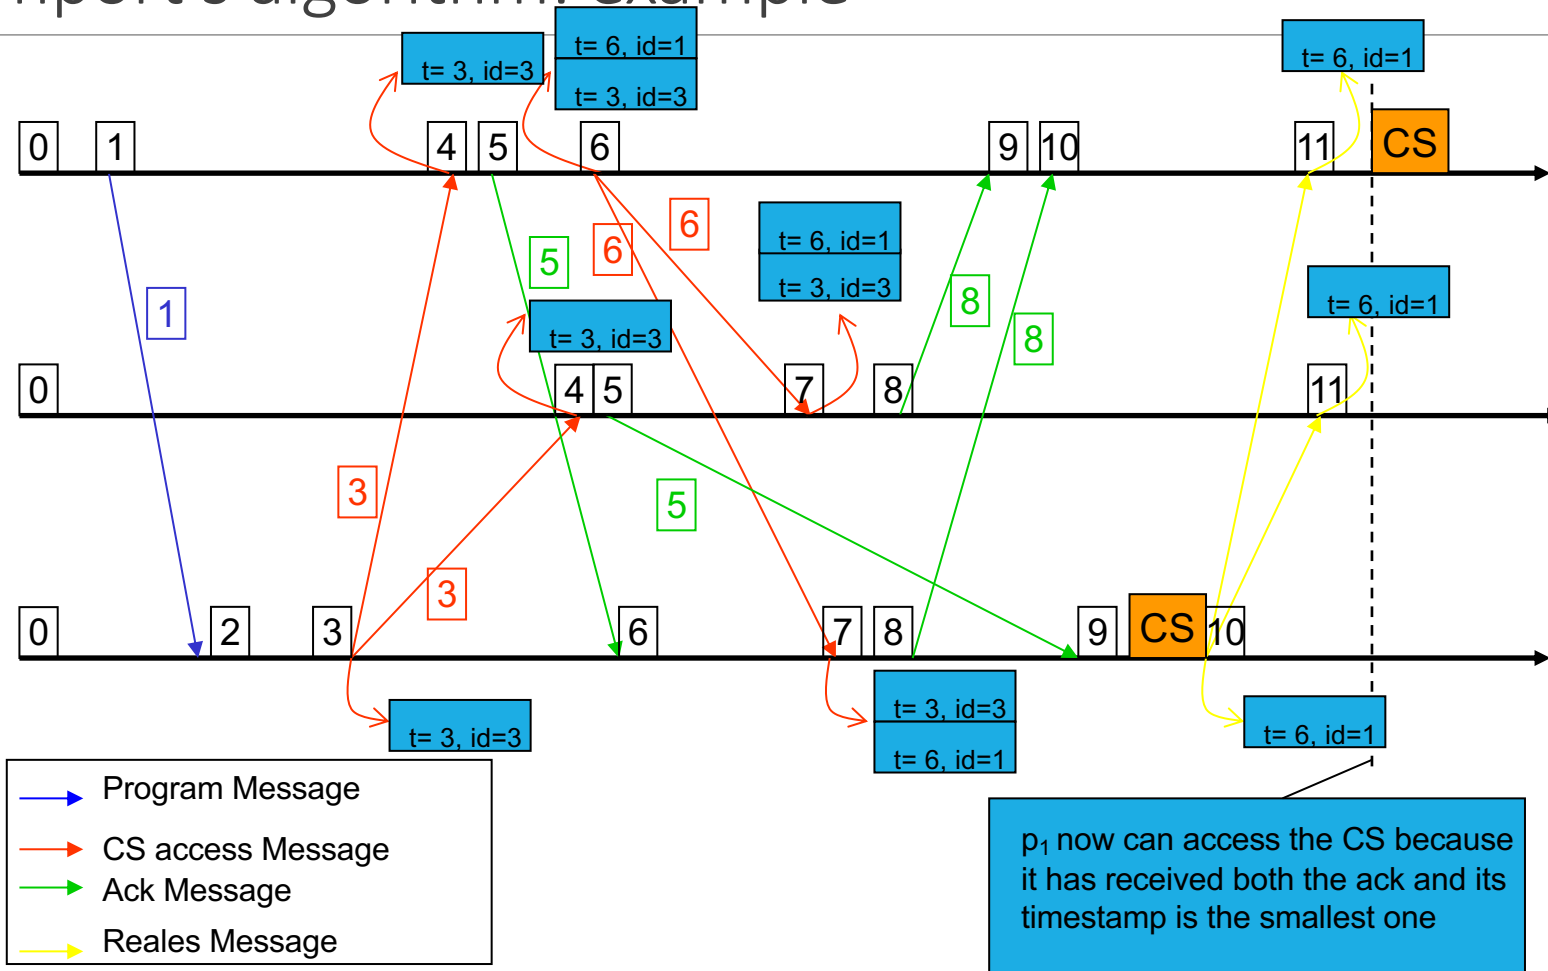 nport's algorithm: example
t= 3, id=3
t= 6, id=1
t= 3, id=3
t= 6, id=1
0 1 4 5 6 9 10 11 CS
1
5
6
6
t= 6, id=1
t= 3, id=3
8
8
t= 3, id=3
t= 6, id=1
0 4 5 7 8 11
3
3
5
0 2 3 6 7 8 9 CS 10
t= 3, id=3
t= 3, id=3
t= 6, id=1
t= 6, id=1
Program Message
CS access Message
Ack Message
Reales Message
p1 now can access the CS because
it has received both the ack and its
timestamp is the smallest one